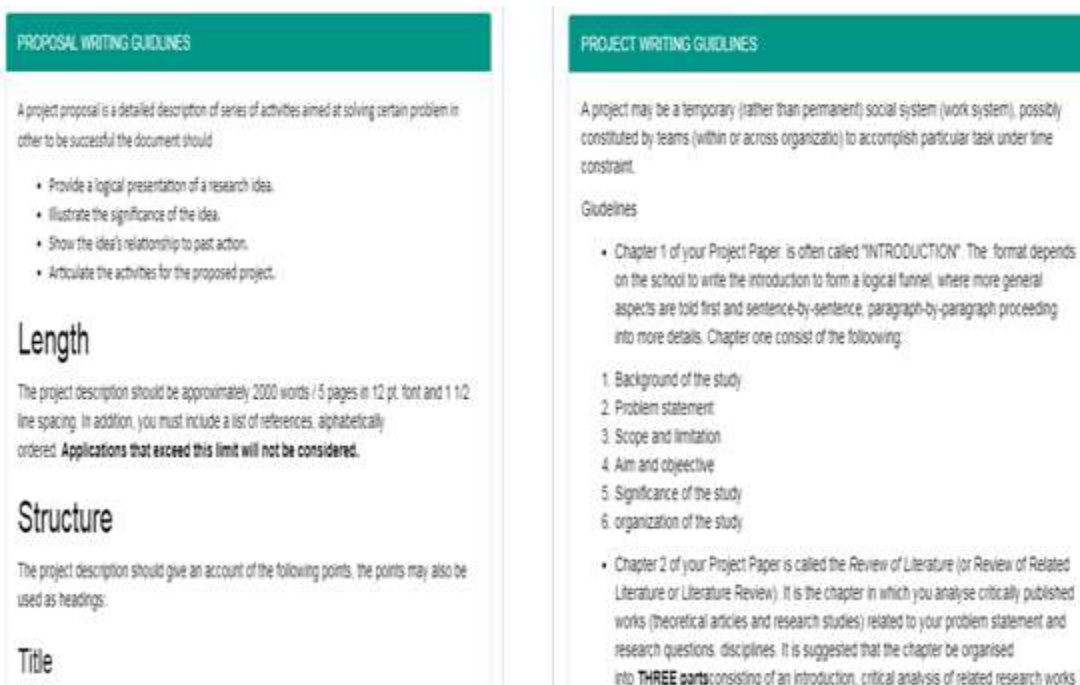 PROPOSAL WRITING GUIDLINES
A project proposal is a detailed description of series of activities aimed at solving certain problem in
other to be successful the document should
• Provide a logical presentation of a research idea.
• Illustrate the significance of the idea.
• Show the idea's relationship to past action.
• Articulate the activities for the proposed project.
Length
The project description should be approximately 2000 words / 5 pages in 12 pt. font and 1 1/2
line spacing. In addition, you must include a list of references, alphabetically
ordered. Applications that exceed this limit will not be considered.
Structure
The project description should give an account of the following points, the points may also be
used as headings:
Title
PROJECT WRITING GUIDLINES
A project may be a temporary (rather than permanent) social system (work system), possibly
constituted by teams (within or across organizatio) to accomplish particular task under time
constraint.
Giudelnes
• Chapter 1 of your Project Paper. is often called "INTRODUCTION". The format depends
on the school to write the introduction to form a logical funnel, where more general
aspects are told first and sentence-by-sentence, paragraph-by-paragraph proceeding
into more details. Chapter one consist of the folloowing:
1. Background of the study
2. Problem statement
3. Scope and limitation
4. Aim and objeective
5. Significance of the study
6. organization of the study
• Chapter 2 of your Project Paper is called the Review of Literature (or Review of Related
Literature or Literature Review). It is the chapter in which you analyse critically published
works (theoretical articles and research studies) related to your problem statement and
research questions. disciplines. It is suggested that the chapter be organised
into THREE partsconsisting of an introduction, critical analysis of related research works